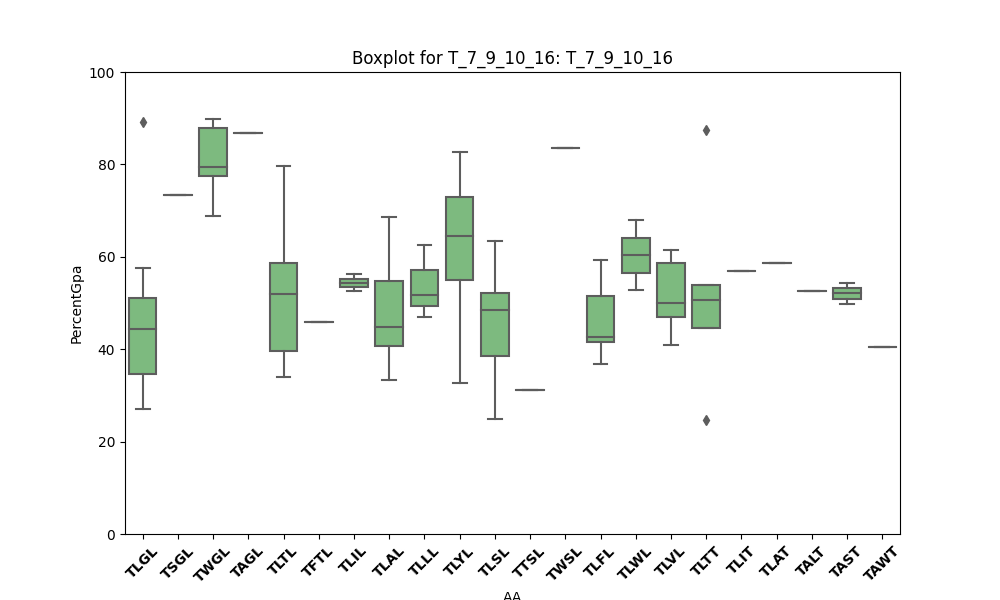 Boxplot for T_7_9_10_16: T_7_9_10_16
PercentGpa
100
80
60
40
20
0
TLGL TSGL TWGL TAGL TLTL TFTL TLIL TLAL TLLL TLYL TLSL TTSL TWSL TLFL TLWL TLVL TLTT TLIT TLAT TALT TAST TAWT
AA